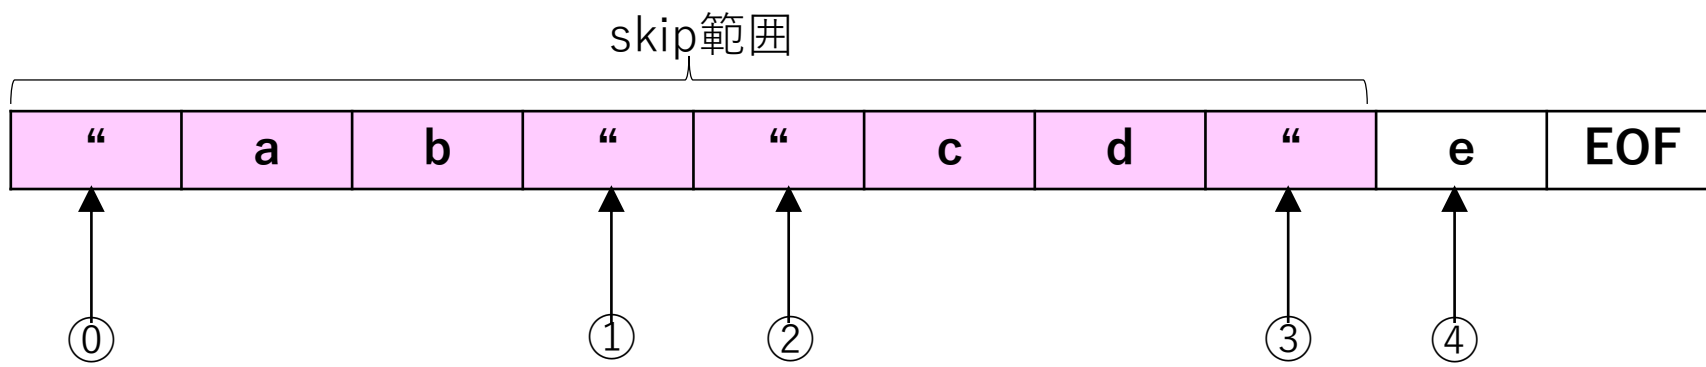 skip範囲
“ a b “ “ c d “ e EOF
⓪ ① ② ③ ④